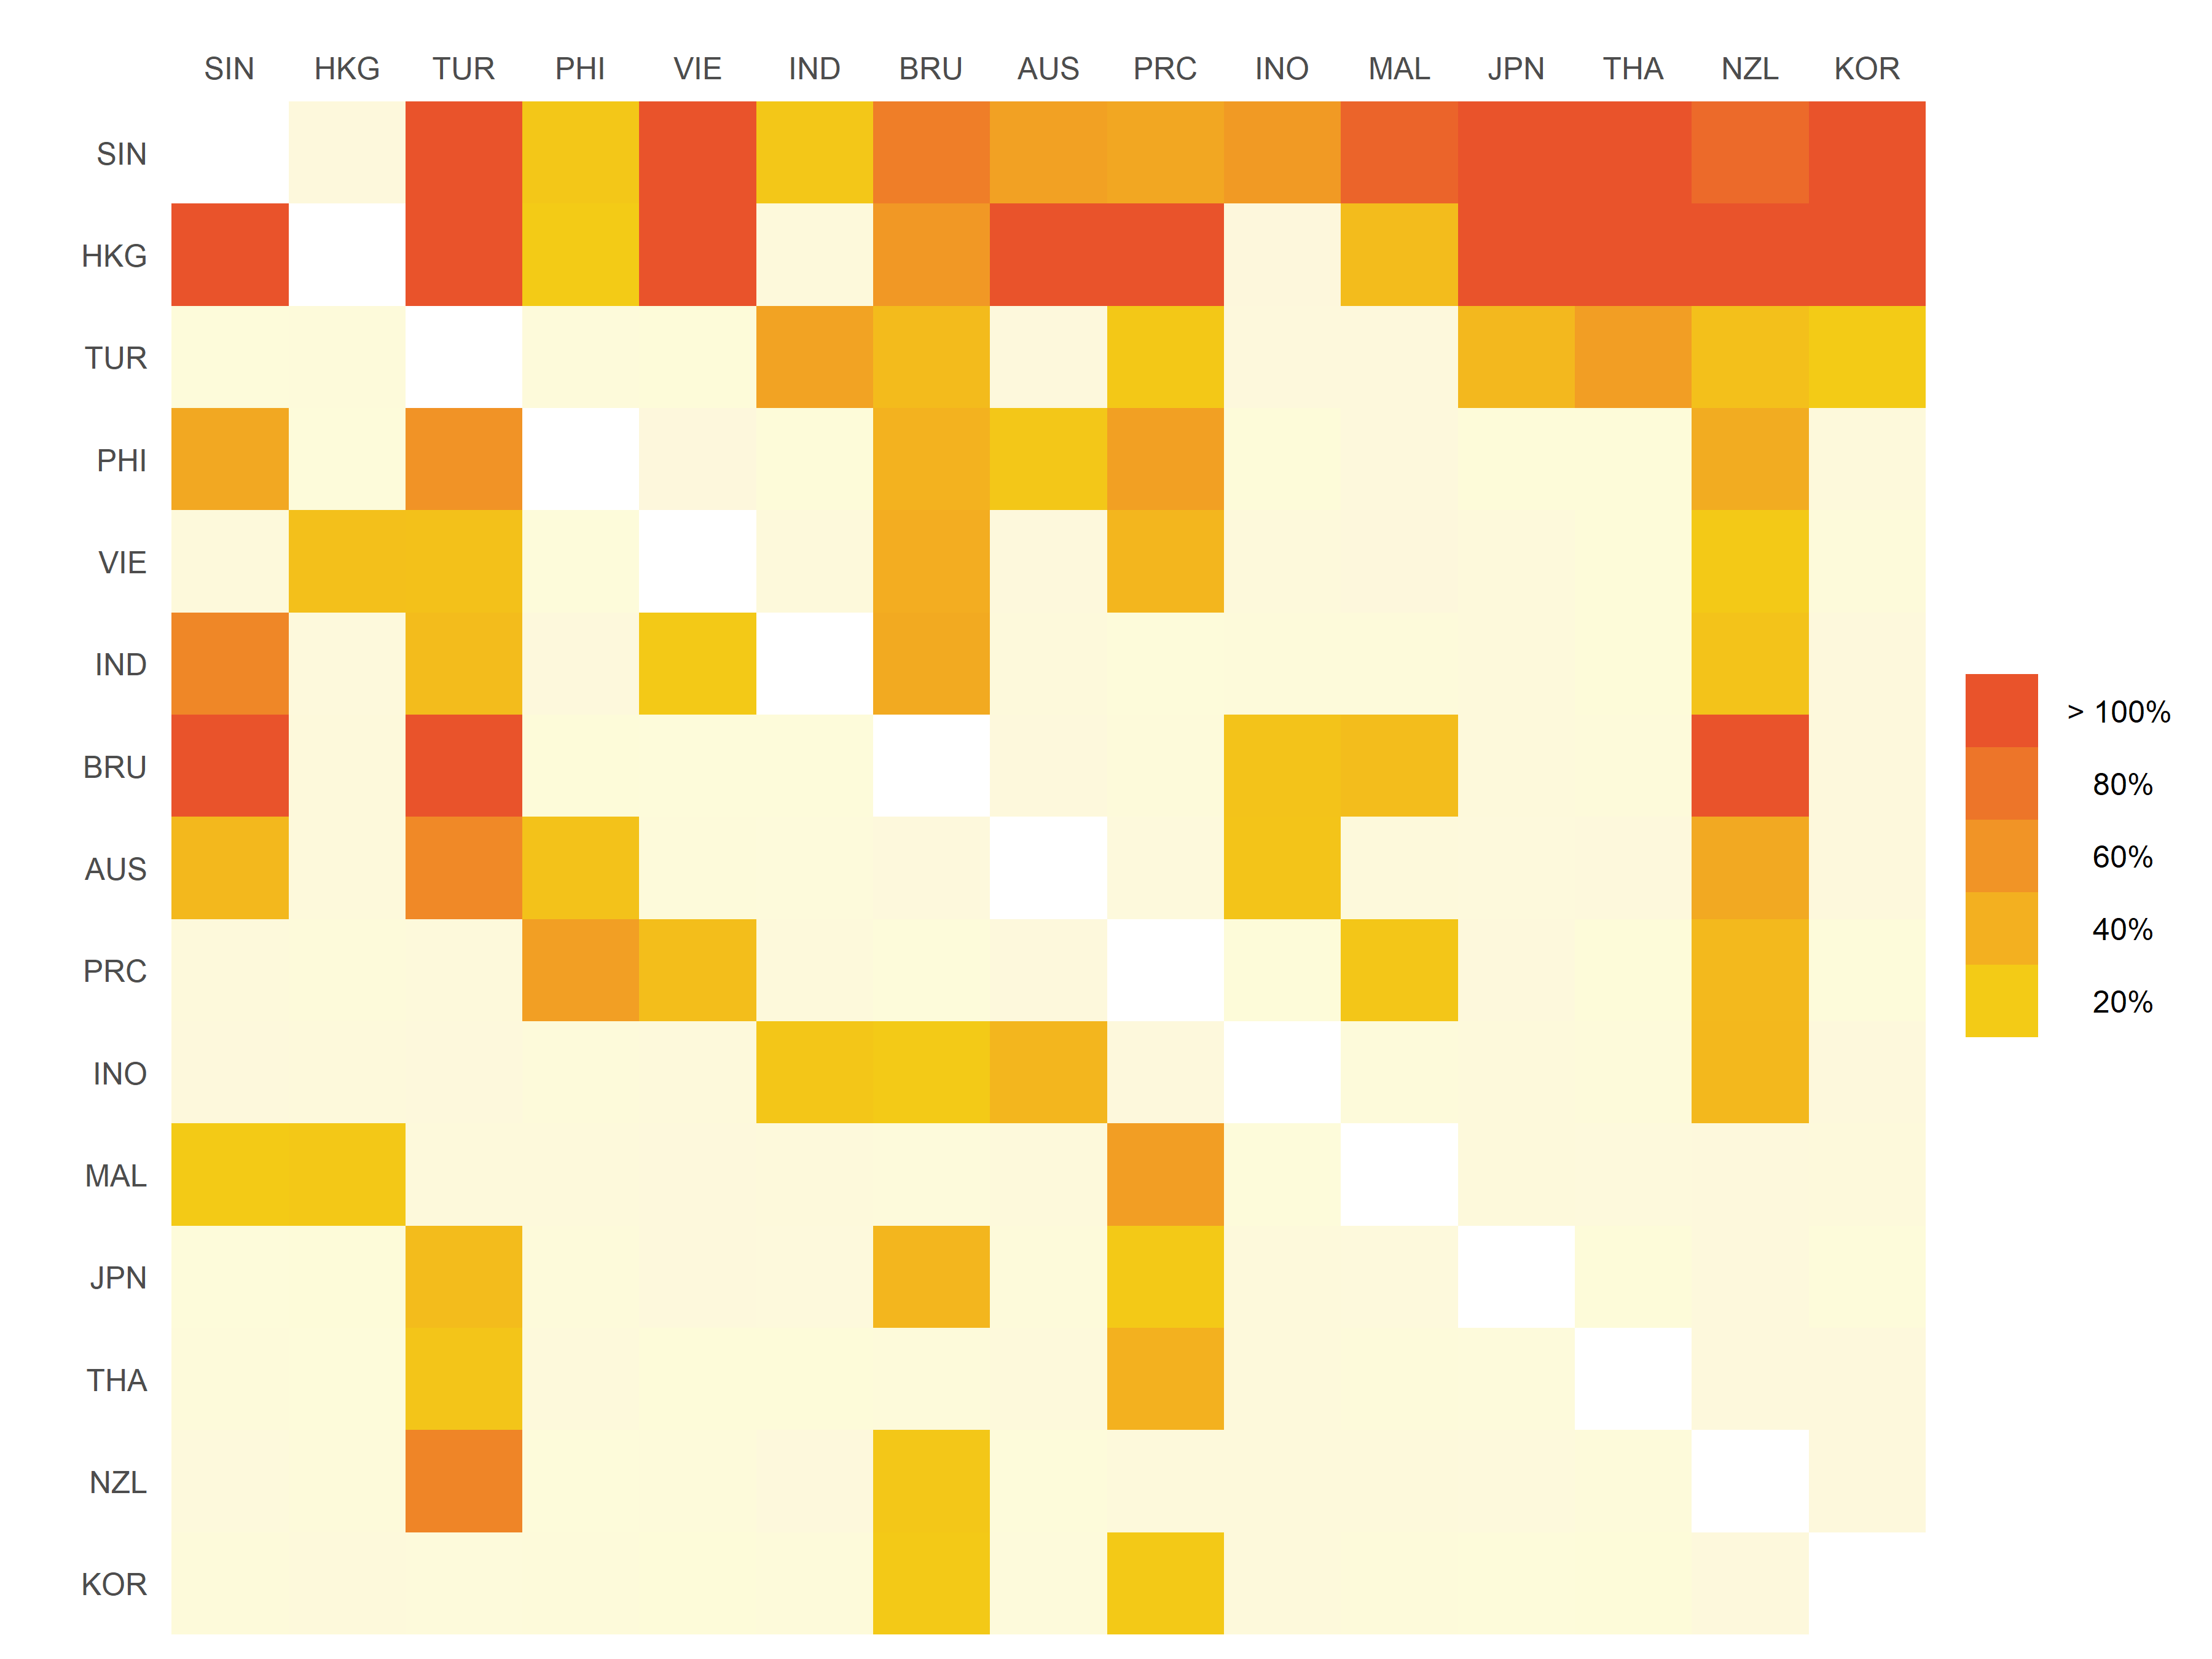 SIN HKG TUR PHI VIE IND BRU AUS PRC INO MAL JPN THA NZL KOR
SIN
HKG
TUR
PHI
VIE
IND
BRU
AUS
PRC
INO
MAL
JPN
THA
NZL
KOR
> 100%
80%
60%
40%
20%